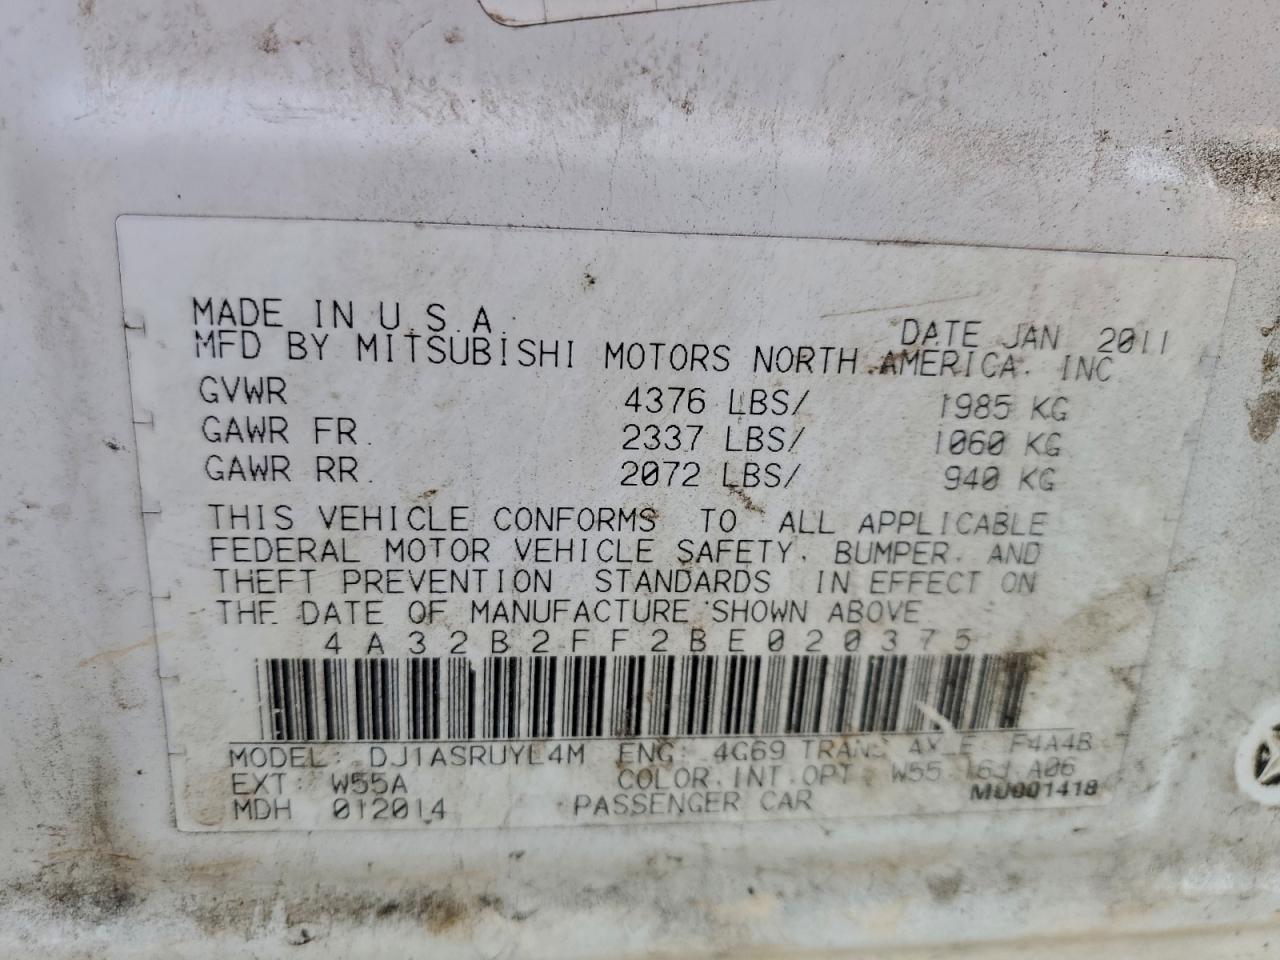 MADE IN U.S.A. DATE JAN 2011
MFD BY MITSUBISHI MOTORS NORTH AMERICA. INC
GVWR 4376 LBS/ 1985 KG
GAWR FR. 2337 LBS/ 1060 KG
GAWR RR. 2072 LBS/ 940 KG
THIS VEHICLE CONFORMS TO ALL APPLICABLE
FEDERAL MOTOR VEHICLE SAFETY, BUMPER, AND
THEFT PREVENTION STANDARDS IN EFFECT ON
THE DATE OF MANUFACTURE SHOWN ABOVE
4A32B2FF2BE020375
MODEL: DJ1ASRUYL4M ENG: 4G69 TRANS AXLE F4A4B
EXT: W55A COLOR.INT.OPT: W55 16J A06
MDH 012014 PASSENGER CAR MU001418